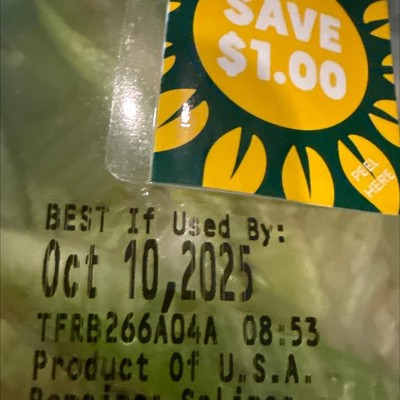 SAVE
$1.00
PEEL
HERE
BEST If Used By:
Oct 10,2025
TFRB266A04A 08:53
Product Of U.S.A.